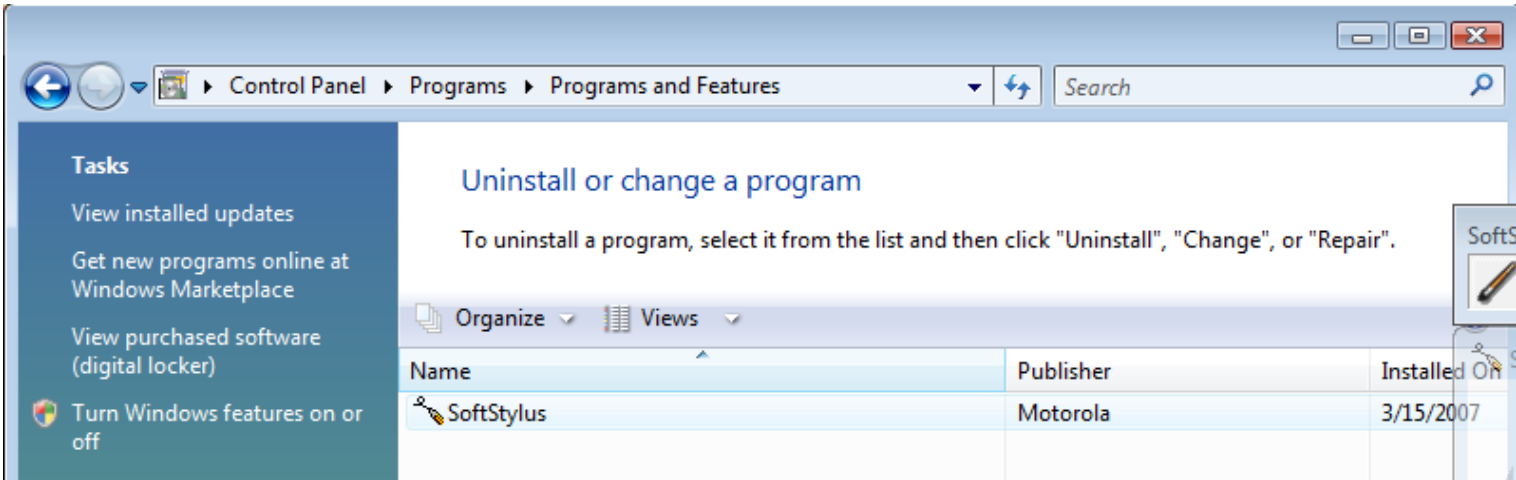 Control Panel Programs Programs and Features Search
Tasks
View installed updates
Get new programs online at
Windows Marketplace
View purchased software
(digital locker)
Turn Windows features on or
off
Uninstall or change a program
To uninstall a program, select it from the list and then click "Uninstall", "Change", or "Repair".
Organize Views
Name Publisher Installed On
SoftStylus Motorola 3/15/2007
SoftS